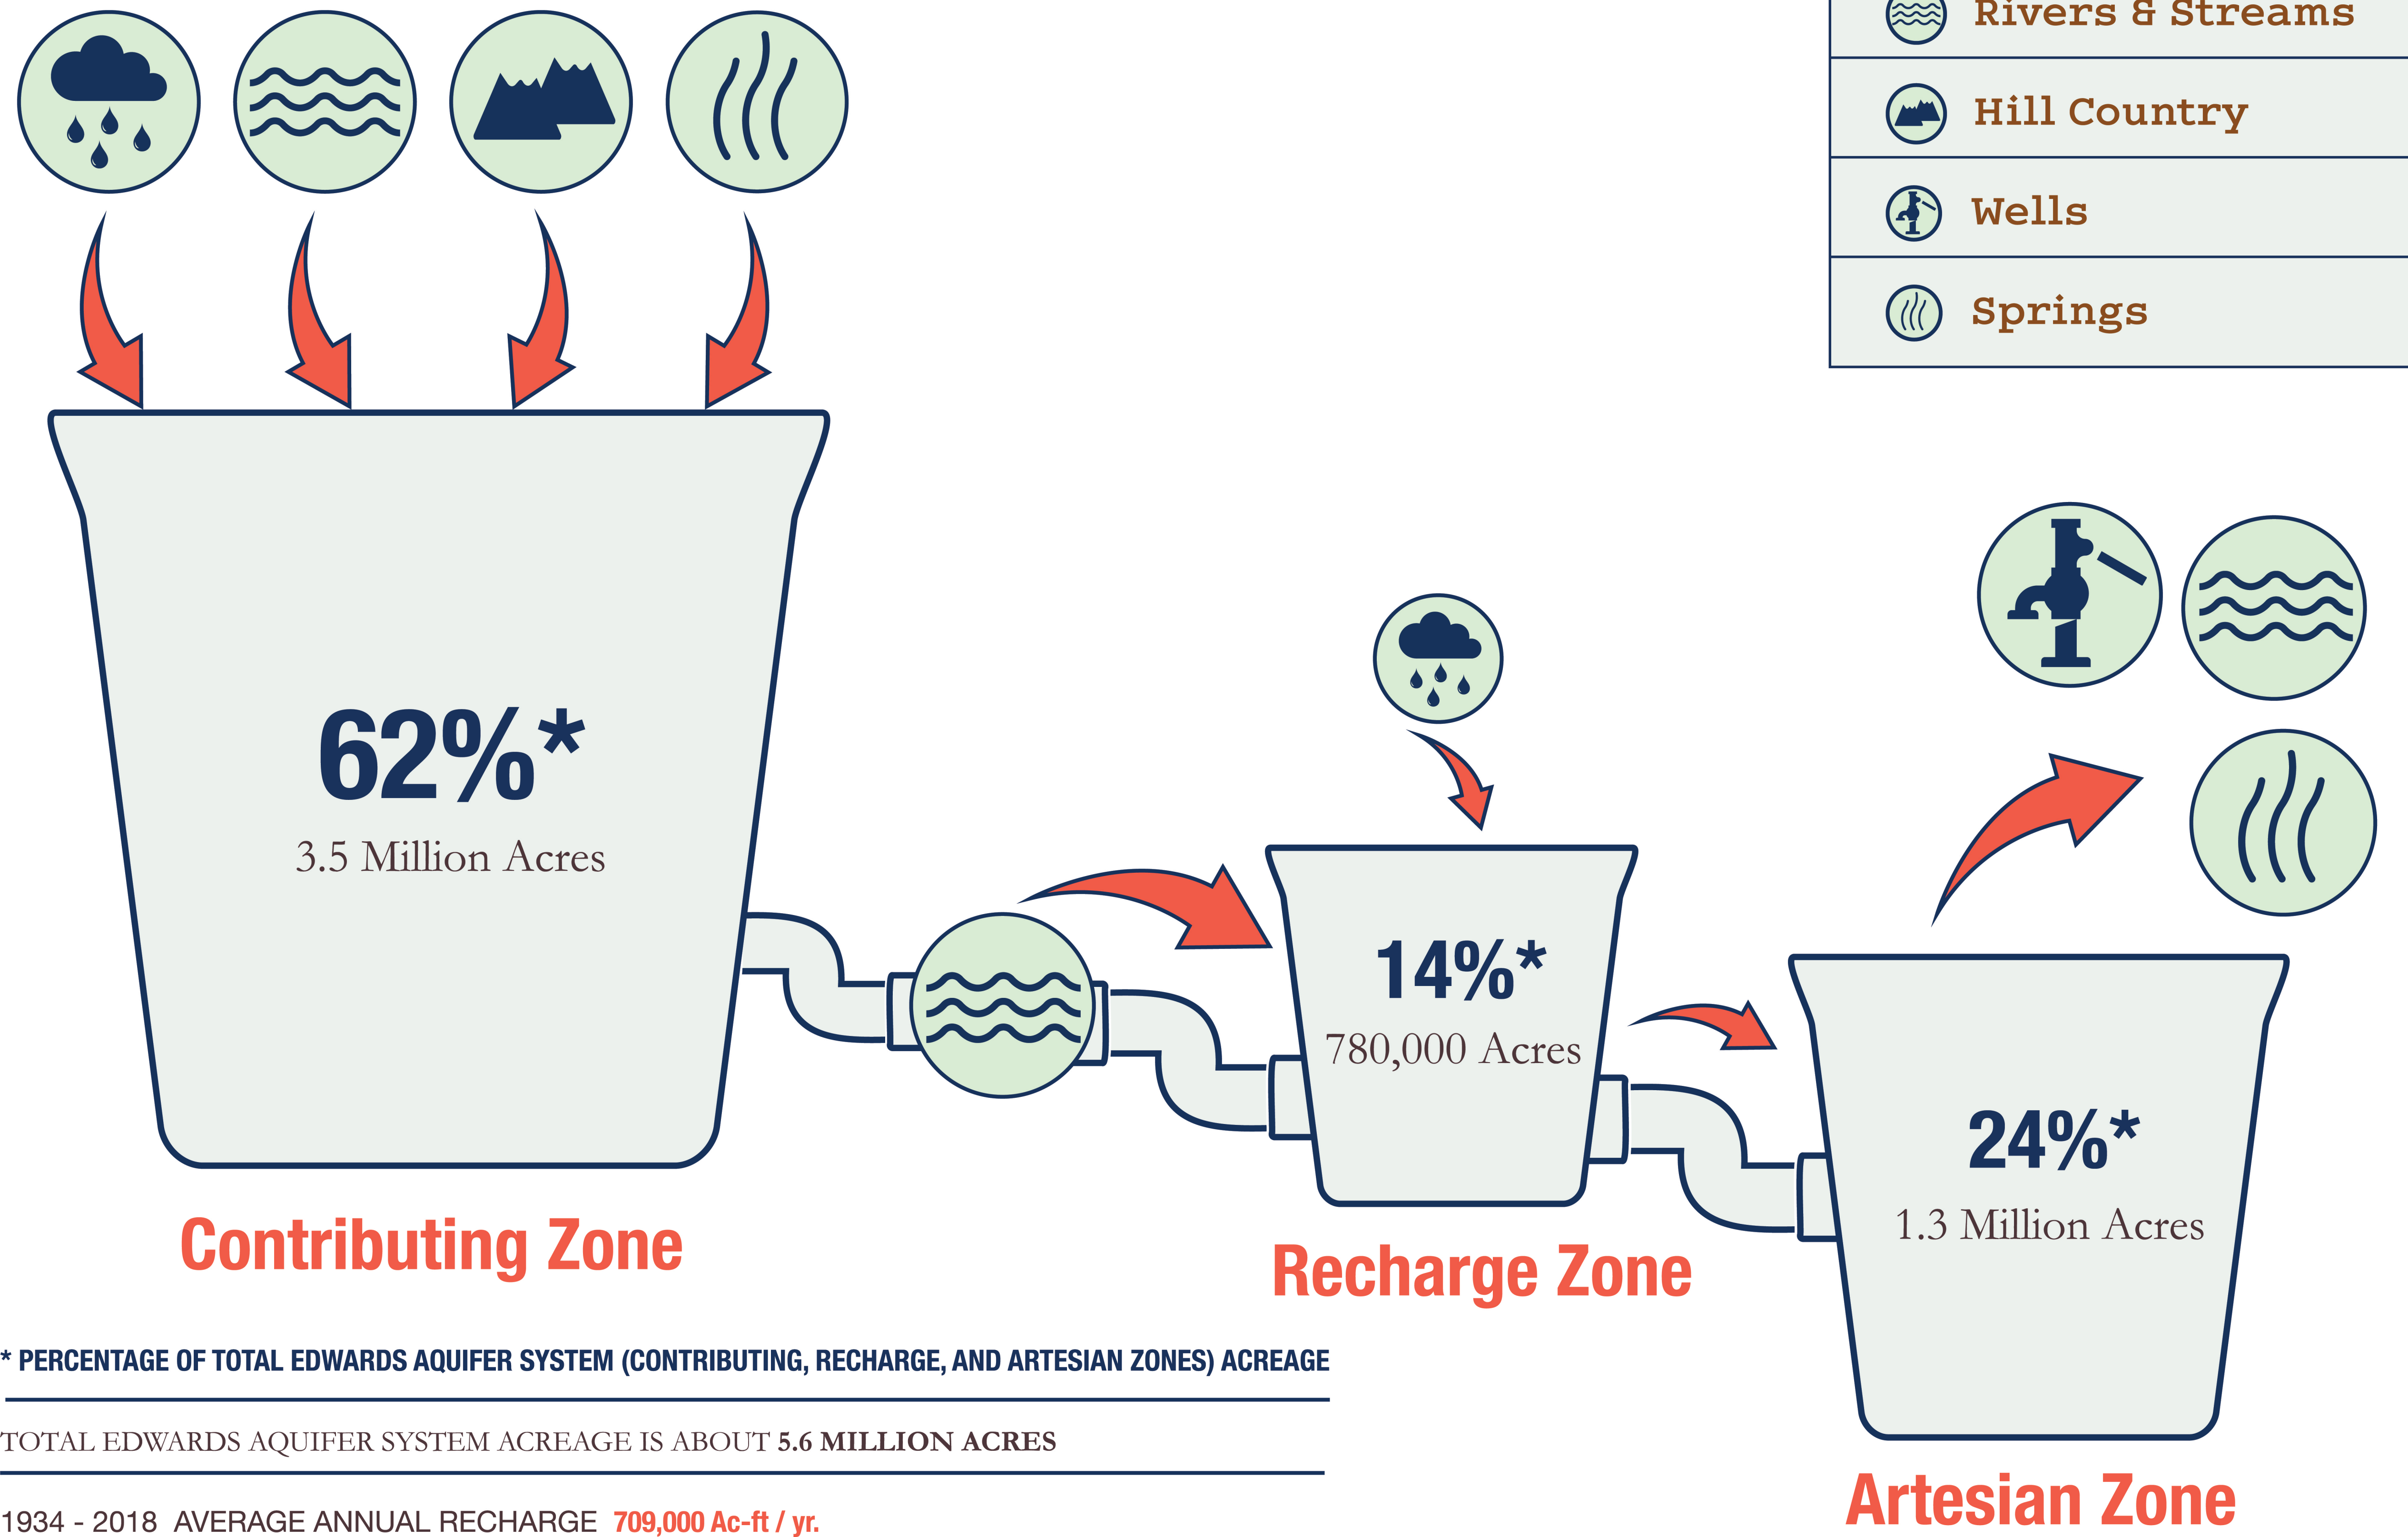 Rivers & Streams
Hill Country
Wells
Springs
62%*
3.5 Million Acres
14%*
780,000 Acres
24%*
1.3 Million Acres
Contributing Zone
Recharge Zone
Artesian Zone
* PERCENTAGE OF TOTAL EDWARDS AQUIFER SYSTEM (CONTRIBUTING, RECHARGE, AND ARTESIAN ZONES) ACREAGE
TOTAL EDWARDS AQUIFER SYSTEM ACREAGE IS ABOUT 5.6 MILLION ACRES
1934 - 2018 AVERAGE ANNUAL RECHARGE 709,000 Ac-ft / yr.